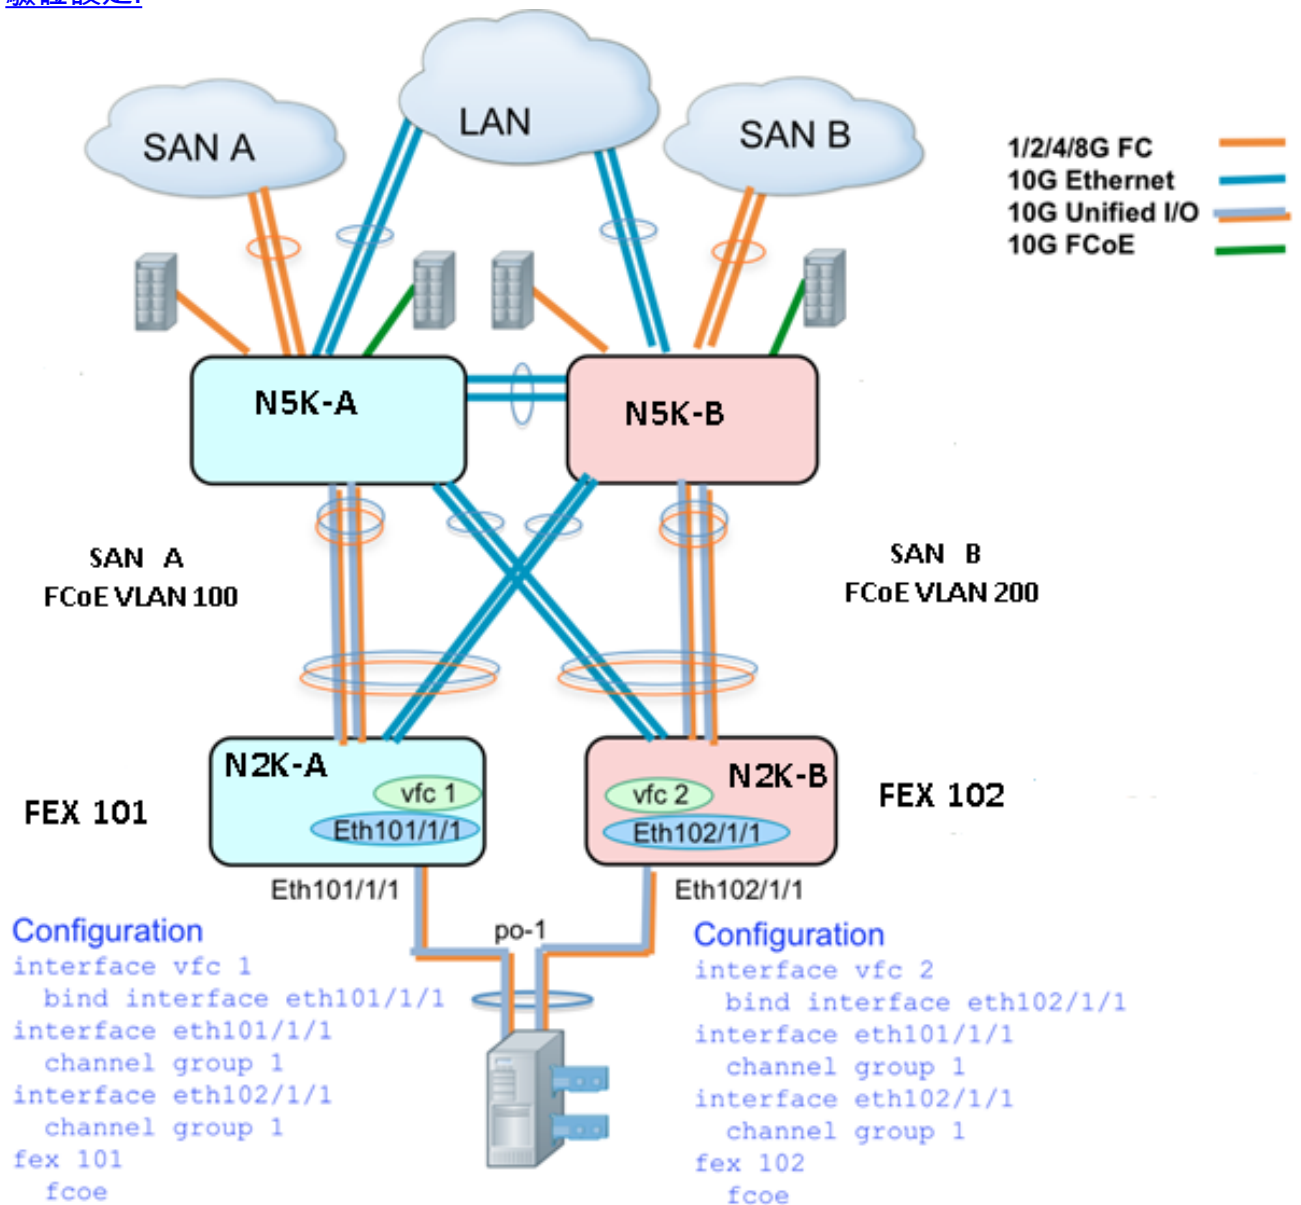 驗證設定:
LAN
SAN A
SAN B
1/2/4/8G FC
10G Ethernet
10G Unified I/O
10G FCoE
N5K-A
N5K-B
SAN A
FCoE VLAN 100
SAN B
FCoE VLAN 200
N2K-A
vfc 1
Eth101/1/1
N2K-B
vfc 2
Eth102/1/1
FEX 101
FEX 102
Eth101/1/1
Eth102/1/1
po-1
Configuration
interface vfc 1
bind interface eth101/1/1
interface eth101/1/1
channel group 1
interface eth102/1/1
channel group 1
fex 101
fcoe
Configuration
interface vfc 2
bind interface eth102/1/1
interface eth101/1/1
channel group 1
interface eth102/1/1
channel group 1
fex 102
fcoe